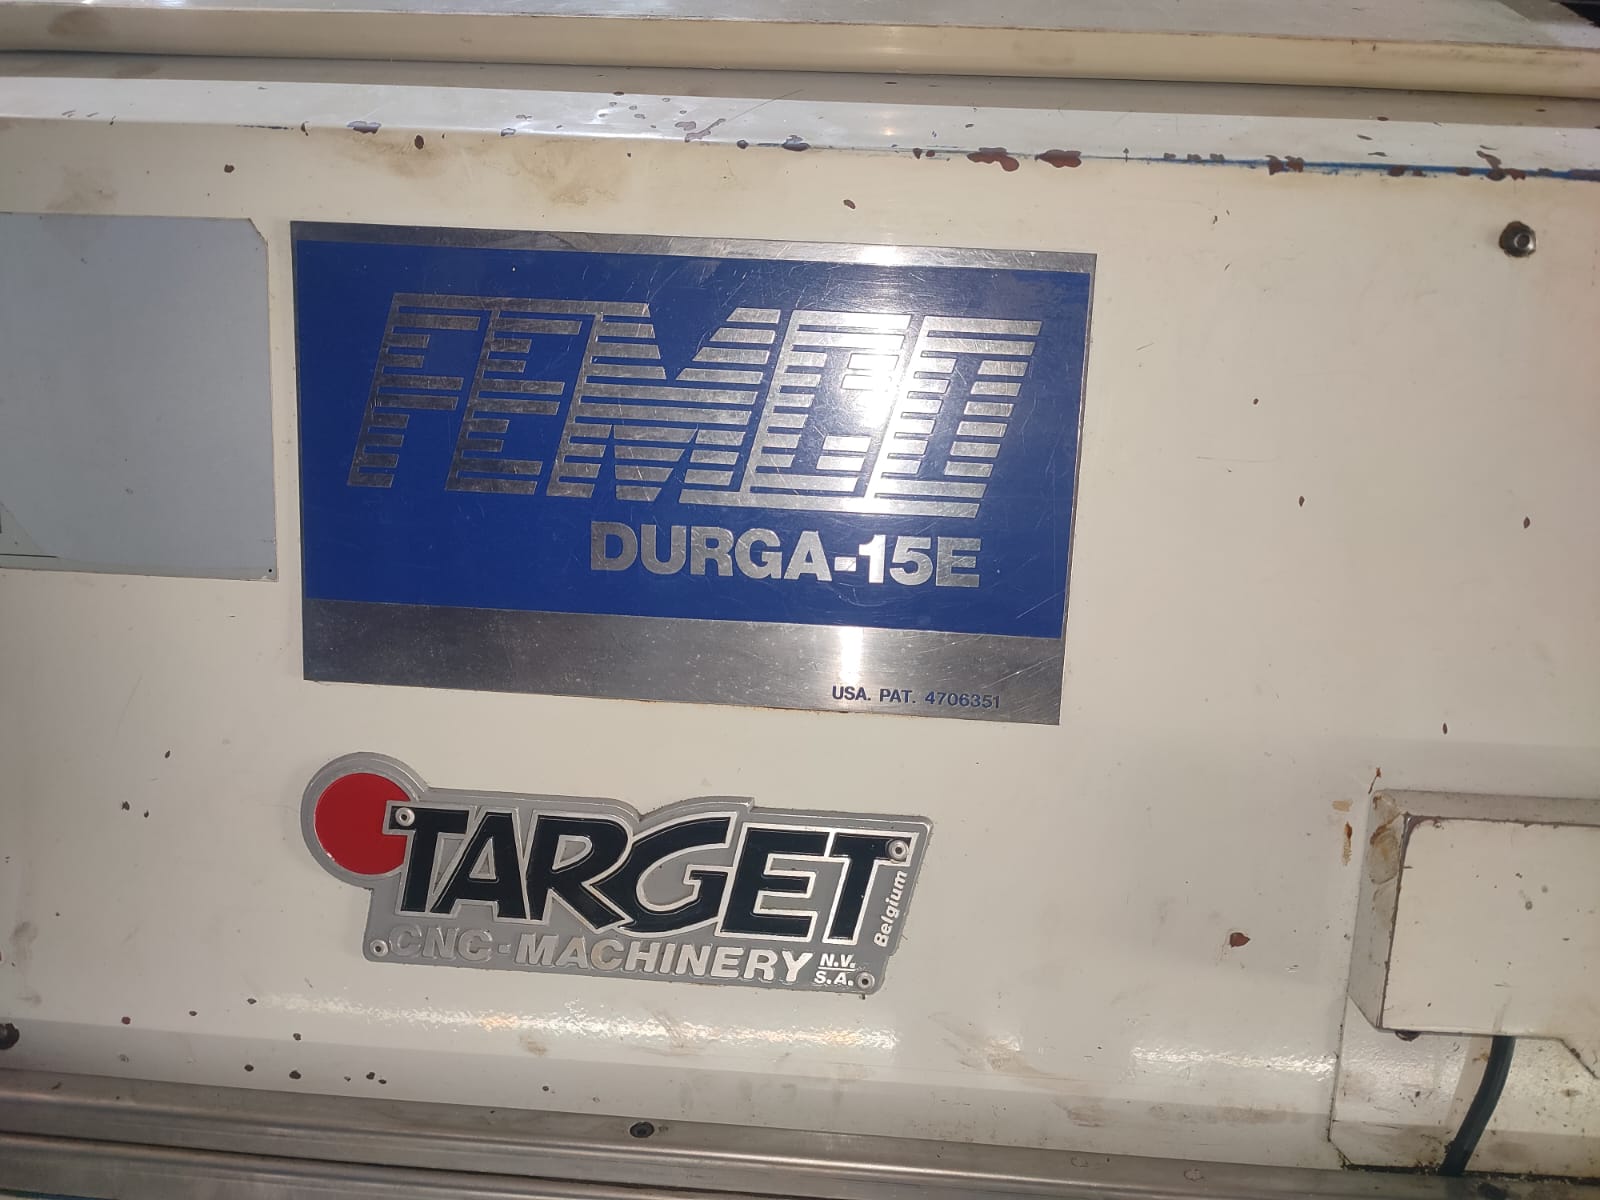 FEMCO
DURGA-15E
USA. PAT. 4706351
TARGET
Belgium
CNC-MACHINERY N.V.
S.A.